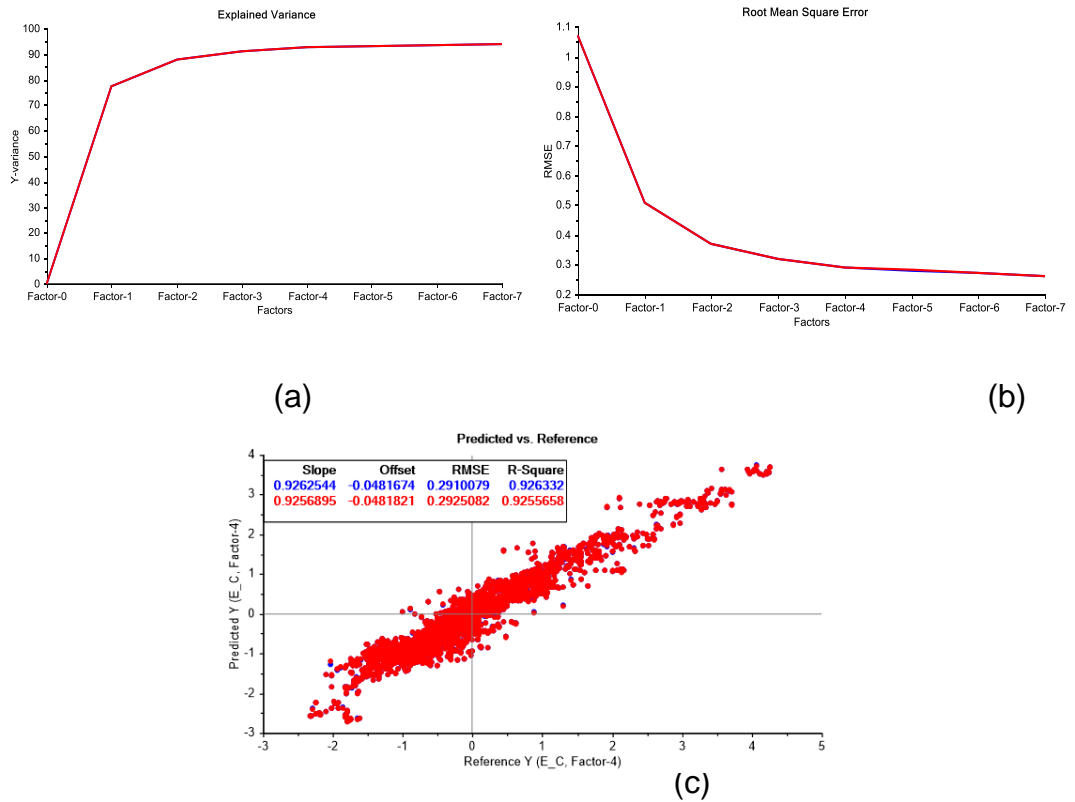 Explained Variance
Y-variance
100
90
80
70
60
50
40
30
20
10
0
Factor-0 Factor-1 Factor-2 Factor-3 Factor-4 Factor-5 Factor-6 Factor-7
Factors
Root Mean Square Error
RMSE
1.1
1
0.9
0.8
0.7
0.6
0.5
0.4
0.3
0.2
Factor-0 Factor-1 Factor-2 Factor-3 Factor-4 Factor-5 Factor-6 Factor-7
Factors
(a)
(b)
Predicted vs. Reference
Slope Offset RMSE R-Square
0.9262544 -0.0481674 0.2910079 0.926332
0.9256895 -0.0481821 0.2925082 0.9255658
Predicted Y (E_C, Factor-4)
4
3
2
1
0
-1
-2
-3
-3 -2 -1 0 1 2 3 4 5
Reference Y (E_C, Factor-4)
(c)